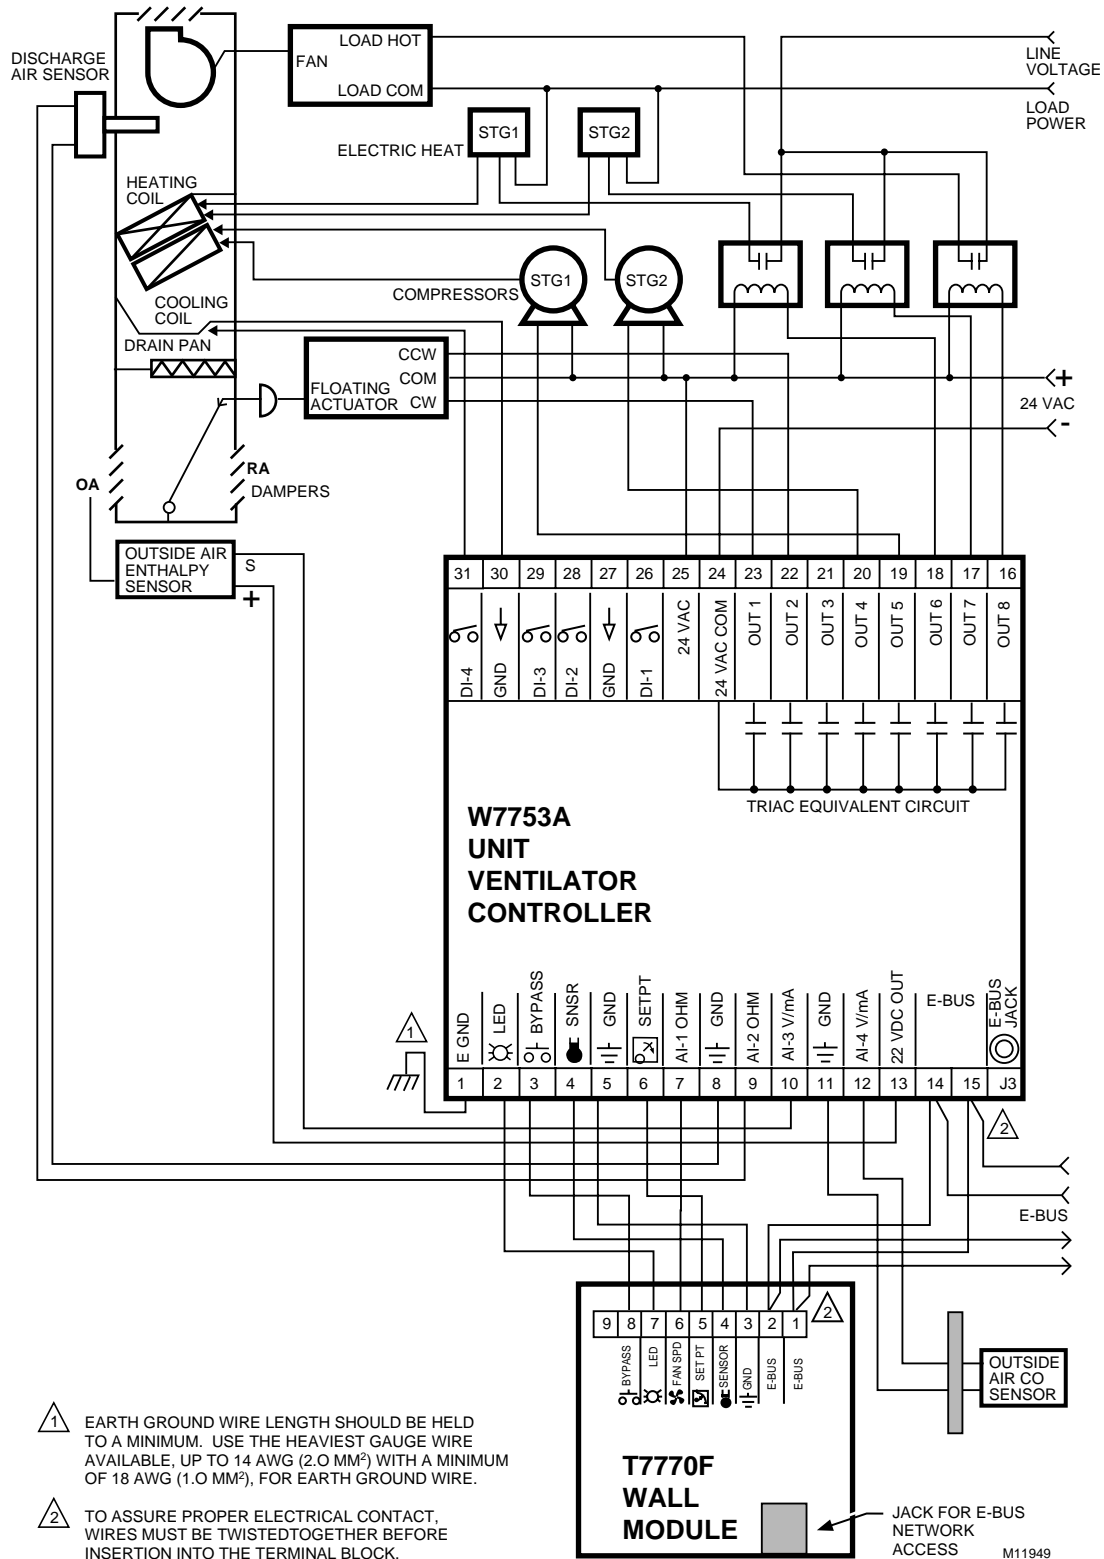 DISCHARGE
AIR SENSOR
FAN
LOAD HOT
LOAD COM
LINE
VOLTAGE
LOAD
POWER
ELECTRIC HEAT
STG1
STG2
HEATING
COIL
COMPRESSORS
STG1
STG2
COOLING
COIL
DRAIN PAN
FLOATING
ACTUATOR
CCW
COM
CW
+
24 VAC
-
OA
RA
DAMPERS
OUTSIDE AIR
ENTHALPY
SENSOR
S
+
31 30 29 28 27 26 25 24 23 22 21 20 19 18 17 16
DI-4
GND
DI-3
DI-2
GND
DI-1
24 VAC
24 VAC COM
OUT 1
OUT 2
OUT 3
OUT 4
OUT 5
OUT 6
OUT 7
OUT 8
TRIAC EQUIVALENT CIRCUIT
W7753A
UNIT
VENTILATOR
CONTROLLER
1
E GND
LED
BYPASS
SNSR
GND
SETPT
AI-1 OHM
GND
AI-2 OHM
AI-3 V/mA
GND
AI-4 V/mA
22 VDC OUT
E-BUS
E-BUS
JACK
1 2 3 4 5 6 7 8 9 10 11 12 13 14 15 J3
2
E-BUS
2
9 8 7 6 5 4 3 2 1
BYPASS
LED
FAN SPD
SET PT
SENSOR
GND
E-BUS
E-BUS
OUTSIDE
AIR CO
SENSOR
T7770F
WALL
MODULE
JACK FOR E-BUS
NETWORK
ACCESS
1 EARTH GROUND WIRE LENGTH SHOULD BE HELD
TO A MINIMUM. USE THE HEAVIEST GAUGE WIRE
AVAILABLE, UP TO 14 AWG (2.O MM²) WITH A MINIMUM
OF 18 AWG (1.O MM²), FOR EARTH GROUND WIRE.
2 TO ASSURE PROPER ELECTRICAL CONTACT,
WIRES MUST BE TWISTEDTOGETHER BEFORE
INSERTION INTO THE TERMINAL BLOCK.
M11949